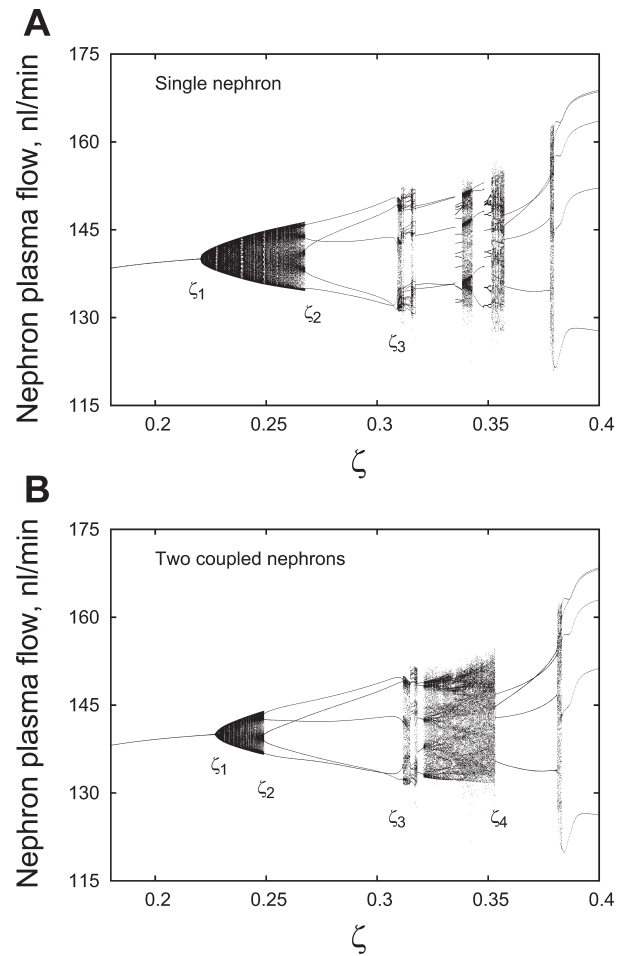 A
Nephron plasma flow, nl/min
175
160
145
130
115
Single nephron
ζ1
ζ2
ζ3
0.2
0.25
0.3
0.35
0.4
ζ
B
Nephron plasma flow, nl/min
175
160
145
130
115
Two coupled nephrons
ζ1
ζ2
ζ3
ζ4
0.2
0.25
0.3
0.35
0.4
ζ